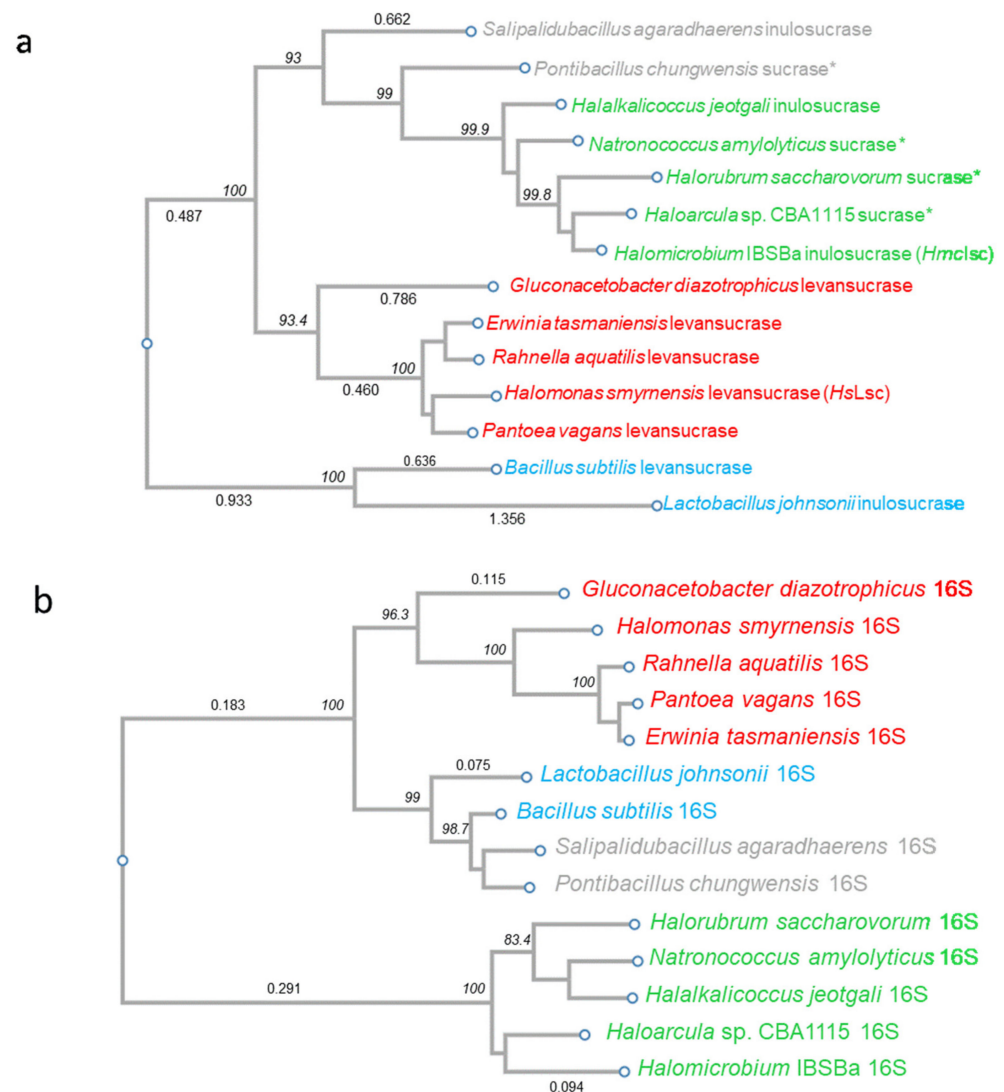 a
0.662
Salipalidubacillus agaradhaerens inulosucrase
93
Pontibacillus chungwensis sucrase*
99
Halalkalicoccus jeotgali inulosucrase
99.9
Natronococcus amylolyticus sucrase*
Halorubrum saccharovorum sucrase*
100
99.8
0.487
Haloarcula sp. CBA1115 sucrase*
Halomicrobium IBSBa inulosucrase (HmcIsc)
Gluconacetobacter diazotrophicus levansucrase
0.786
93.4
Erwinia tasmaniensis levansucrase
100
Rahnella aquatilis levansucrase
0.460
Halomonas smyrnensis levansucrase (HsLsc)
Pantoea vagans levansucrase
0.636
Bacillus subtilis levansucrase
100
0.933
Lactobacillus johnsonii inulosucrase
1.356
b
0.115
Gluconacetobacter diazotrophicus 16S
96.3
Halomonas smyrnensis 16S
100
Rahnella aquatilis 16S
100
Pantoea vagans 16S
0.183
100
Erwinia tasmaniensis 16S
0.075
Lactobacillus johnsonii 16S
99
Bacillus subtilis 16S
98.7
Salipalidubacillus agaradhaerens 16S
Pontibacillus chungwensis 16S
Halorubrum saccharovorum 16S
83.4
Natronococcus amylolyticus 16S
0.291
100
Halalkalicoccus jeotgali 16S
Haloarcula sp. CBA1115 16S
Halomicrobium IBSBa 16S
0.094